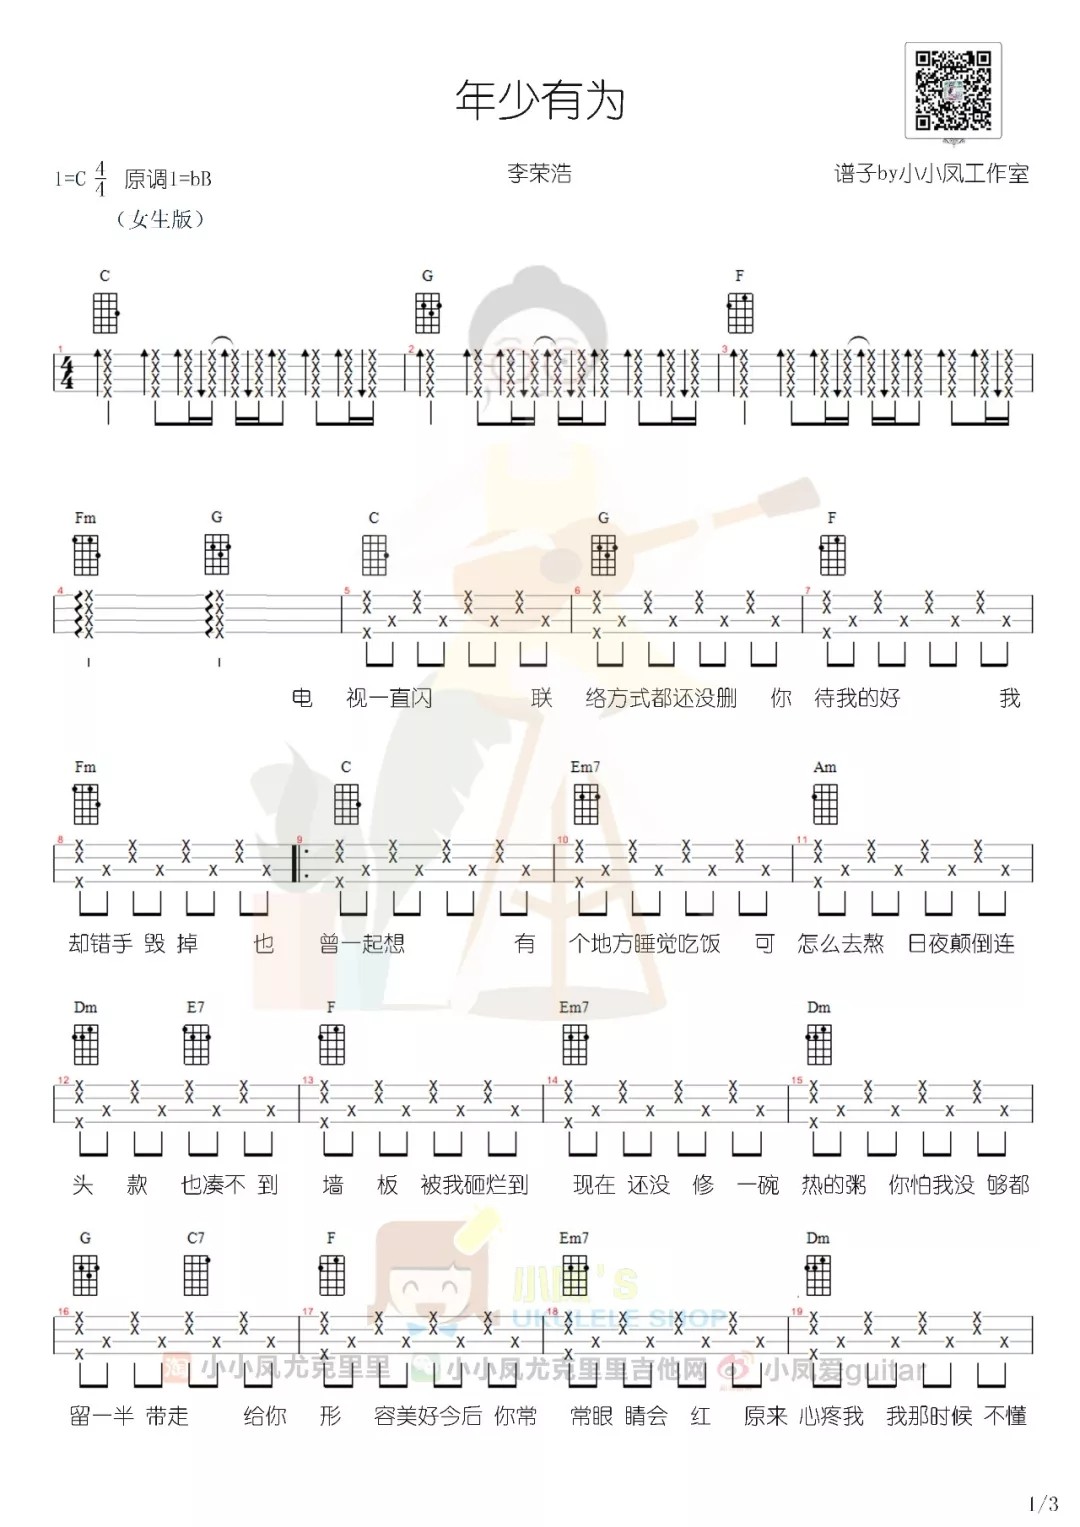 年少有为
1=C 4/4 原调1=bB 李荣浩 谱子by小小凤工作室
（女生版）
C G F
1 2 3
4/4
Fm G C G F
4 5 6 7
电 视一直闪 联 络方式都还没删 你 待我的好 我
Fm C Em7 Am
8 9 10 11
却错手 毁 掉 也 曾一起想 有 个地方睡觉吃饭 可 怎么去熬 日夜颠倒连
Dm E7 F Em7 Dm
12 13 14 15
头 款 也凑不 到 墙 板 被我砸烂到 现在 还没 修 一碗 热的粥 你怕我没 够都
G C7 F Em7 Dm
小凤's
UKULELE SHOP
16 17 18 19
淘 小小凤尤克里里 小小凤尤克里里吉他网 小凤爱guitar
留一半 带走 给你 形 容美好今后 你常 常眼 睛会 红 原来 心疼我 我那时候 不懂
1/3